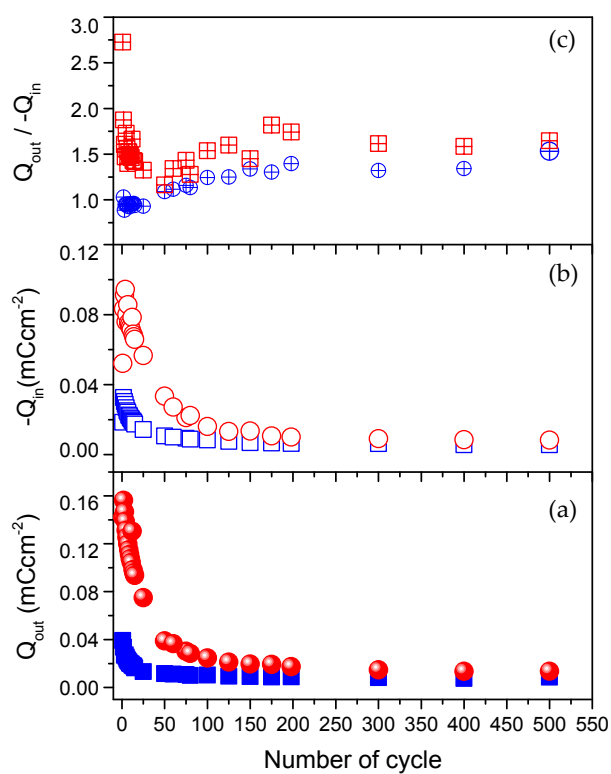 3.0
2.5
2.0
1.5
1.0
Q_out / -Q_in
(c)
0.12
0.08
0.04
0.00
-Q_in (mCcm⁻²)
(b)
0.16
0.12
0.08
0.04
0.00
Q_out (mCcm⁻²)
(a)
0 50 100 150 200 250 300 350 400 450 500 550
Number of cycle